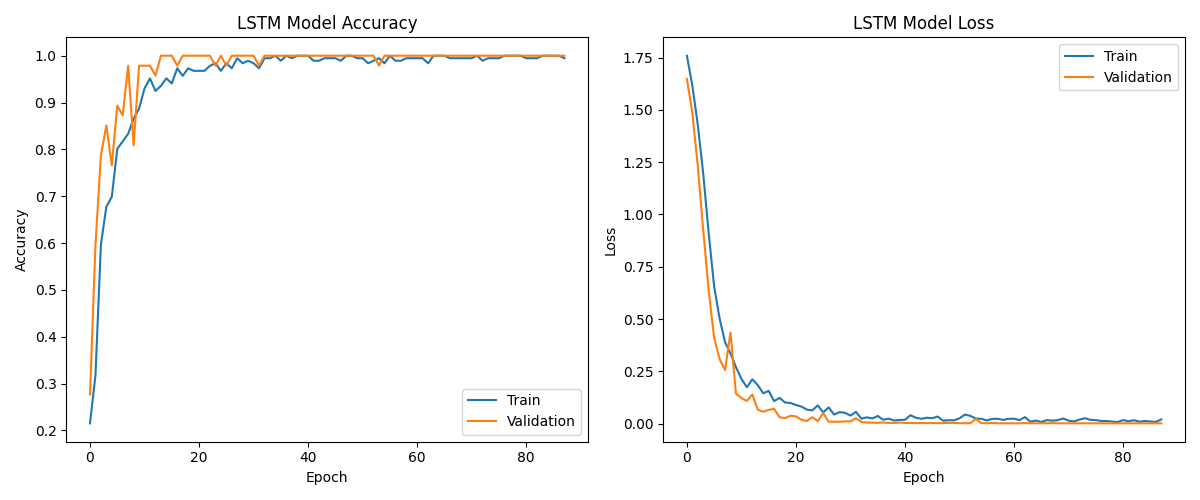 LSTM Model Accuracy
1.0
0.9
0.8
0.7
0.6
0.5
0.4
0.3
0.2
Accuracy
0 20 40 60 80
Epoch
Train
Validation
LSTM Model Loss
1.75
1.50
1.25
1.00
0.75
0.50
0.25
0.00
Loss
0 20 40 60 80
Epoch
Train
Validation